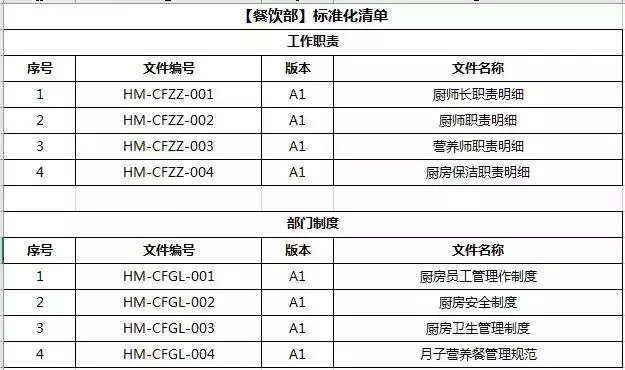 【餐饮部】标准化清单
工作职责
序号 文件编号 版本 文件名称
1 HM-CFZZ-001 A1 厨师长职责明细
2 HM-CFZZ-002 A1 厨师职责明细
3 HM-CFZZ-003 A1 营养师职责明细
4 HM-CFZZ-004 A1 厨房保洁职责明细
部门制度
序号 文件编号 版本 文件名称
1 HM-CFGL-001 A1 厨房员工管理作制度
2 HM-CFGL-002 A1 厨房安全制度
3 HM-CFGL-003 A1 厨房卫生管理制度
4 HM-CFGL-004 A1 月子营养餐管理规范